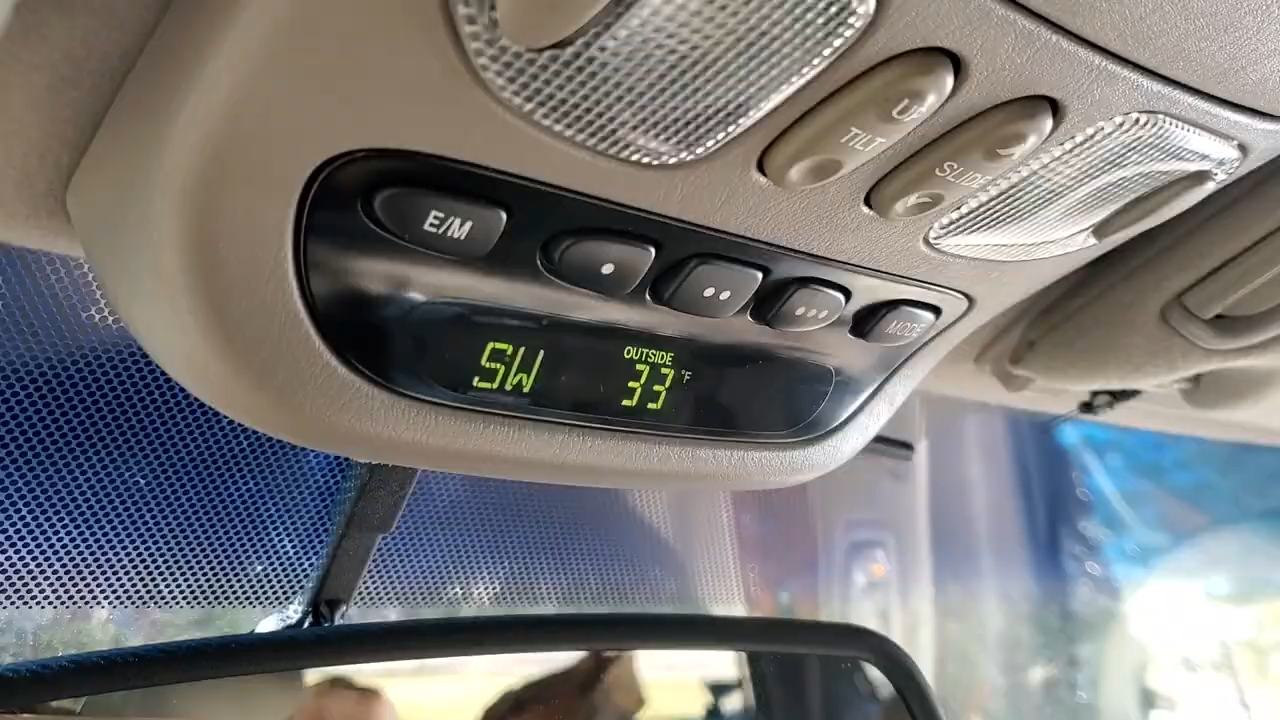 UP
TILT
SLIDE
E/M
MODE
SW
OUTSIDE
33 °F